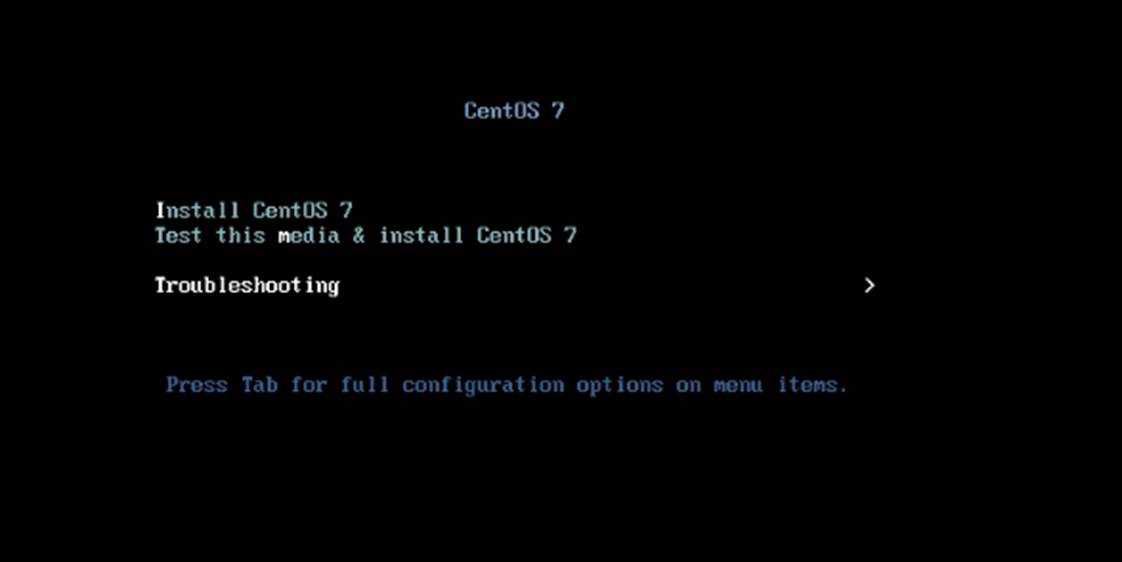 CentOS 7
Install CentOS 7
Test this media & install CentOS 7
Troubleshooting >
Press Tab for full configuration options on menu items.